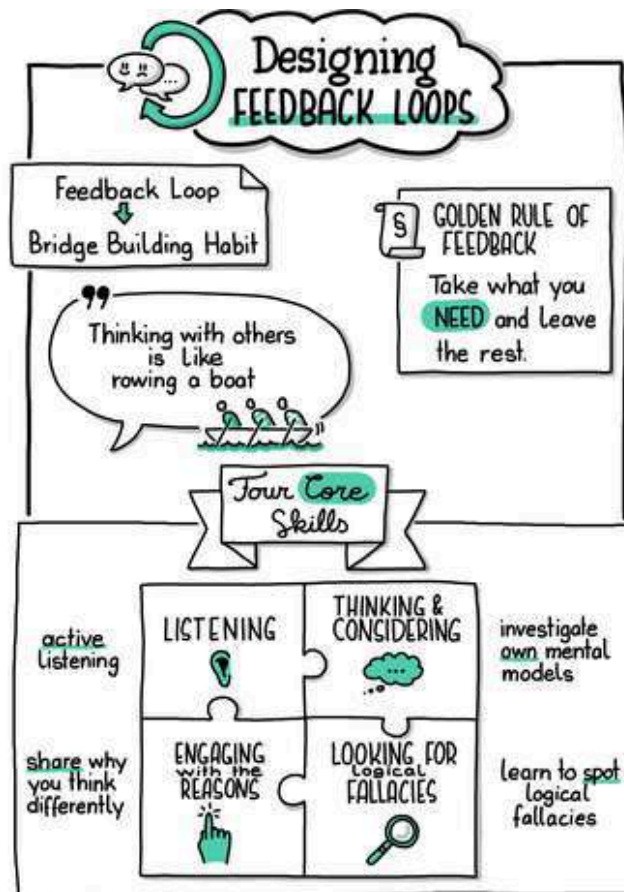 Designing
FEEDBACK LOOPS
Feedback Loop
Bridge Building Habit
§
GOLDEN RULE OF
FEEDBACK
Take what you
NEED and leave
the rest.
Thinking with others
is like
rowing a boat
Four Core
Skills
active
listening
LISTENING
THINKING &
CONSIDERING
investigate
own mental
models
share why
you think
differently
ENGAGING
with the
REASONS
LOOKING FOR
logical
FALLACIES
learn to spot
logical
fallacies